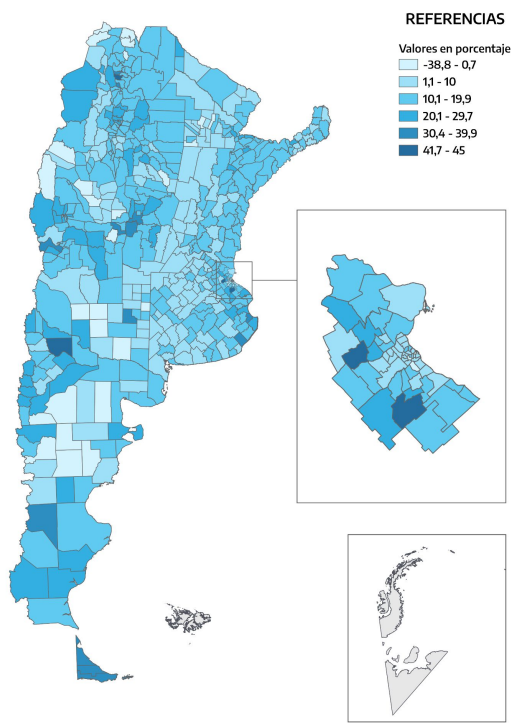 REFERENCIAS
Valores en porcentaje
-38,8 - 0,7
1,1 - 10
10,1 - 19,9
20,1 - 29,7
30,4 - 39,9
41,7 - 45